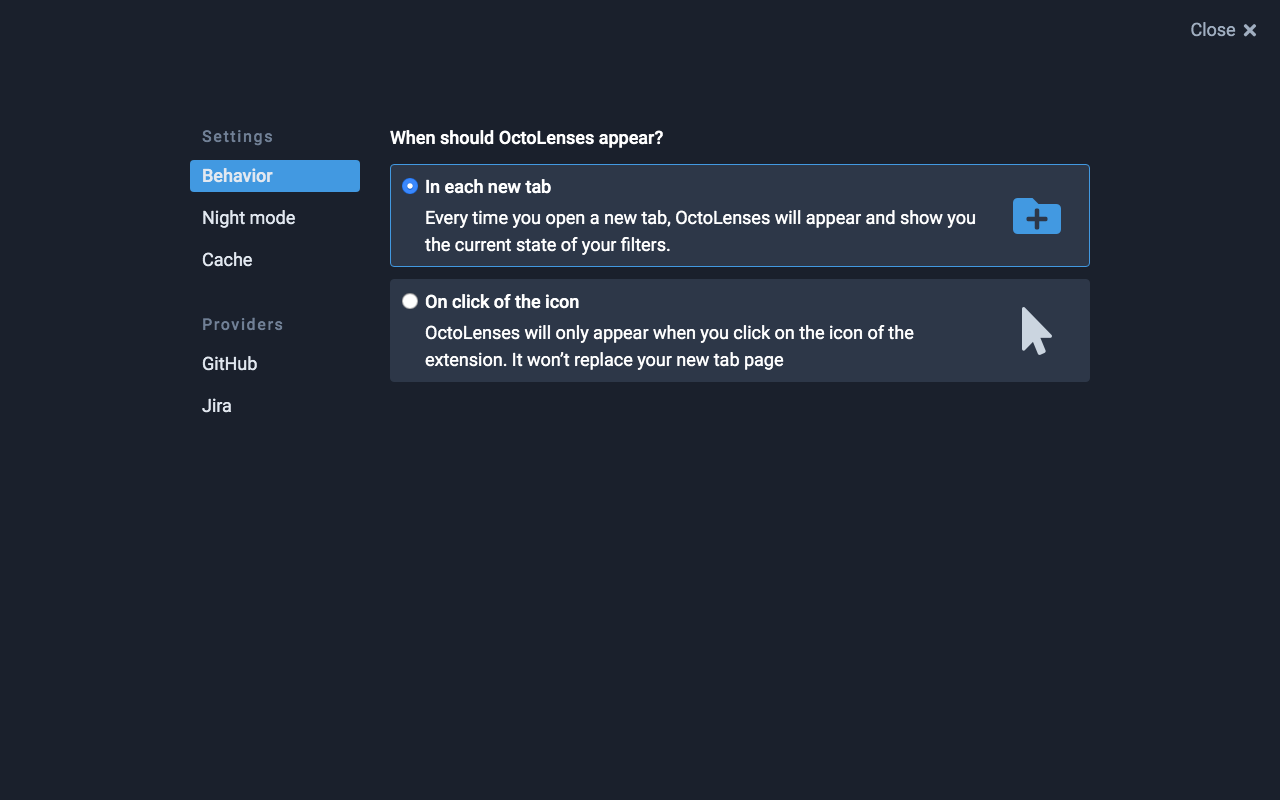 Close
Settings
Behavior
Night mode
Cache
Providers
GitHub
Jira
When should OctoLenses appear?
In each new tab
Every time you open a new tab, OctoLenses will appear and show you
the current state of your filters.
On click of the icon
OctoLenses will only appear when you click on the icon of the
extension. It won’t replace your new tab page